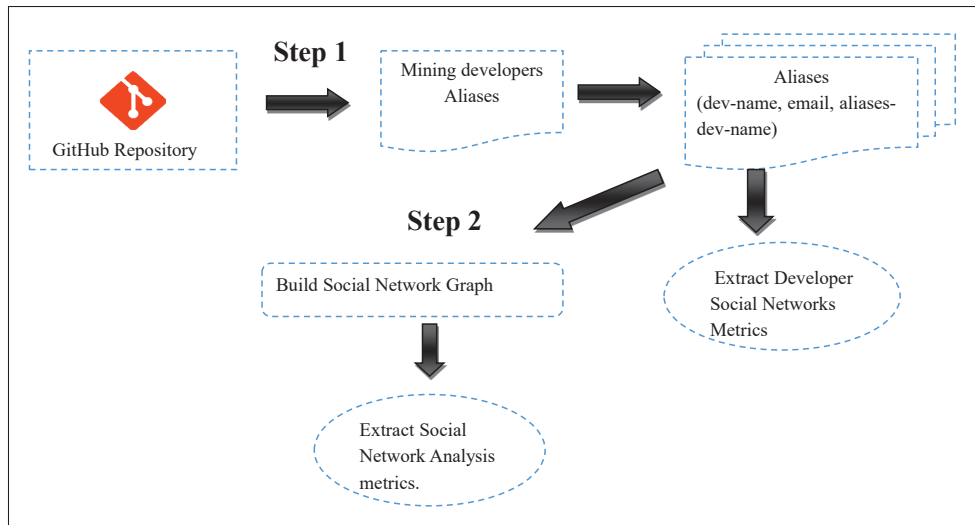 Step 1
GitHub Repository
Mining developers
Aliases
Aliases
(dev-name, email, aliases-
dev-name)
Step 2
Build Social Network Graph
Extract Developer
Social Networks
Metrics
Extract Social
Network Analysis
metrics.